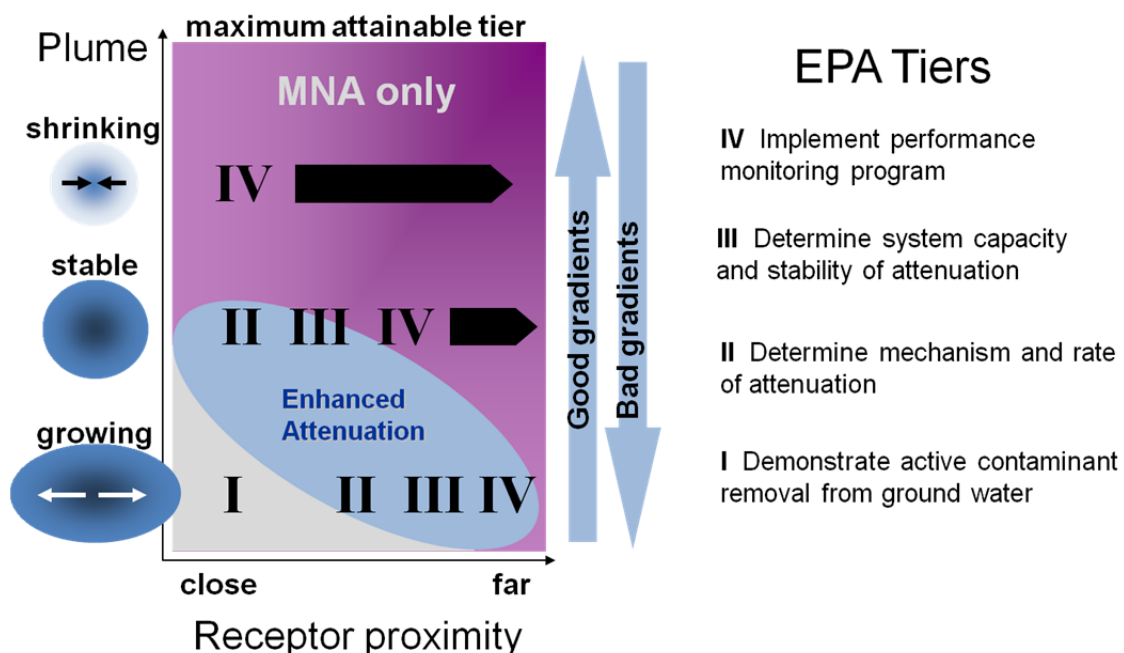 maximum attainable tier
Plume
MNA only
shrinking
IV
stable
II III IV
Enhanced
Attenuation
growing
I II III IV
close far
Receptor proximity
Good gradients
Bad gradients
EPA Tiers
IV Implement performance
monitoring program
III Determine system capacity
and stability of attenuation
II Determine mechanism and rate
of attenuation
I Demonstrate active contaminant
removal from ground water